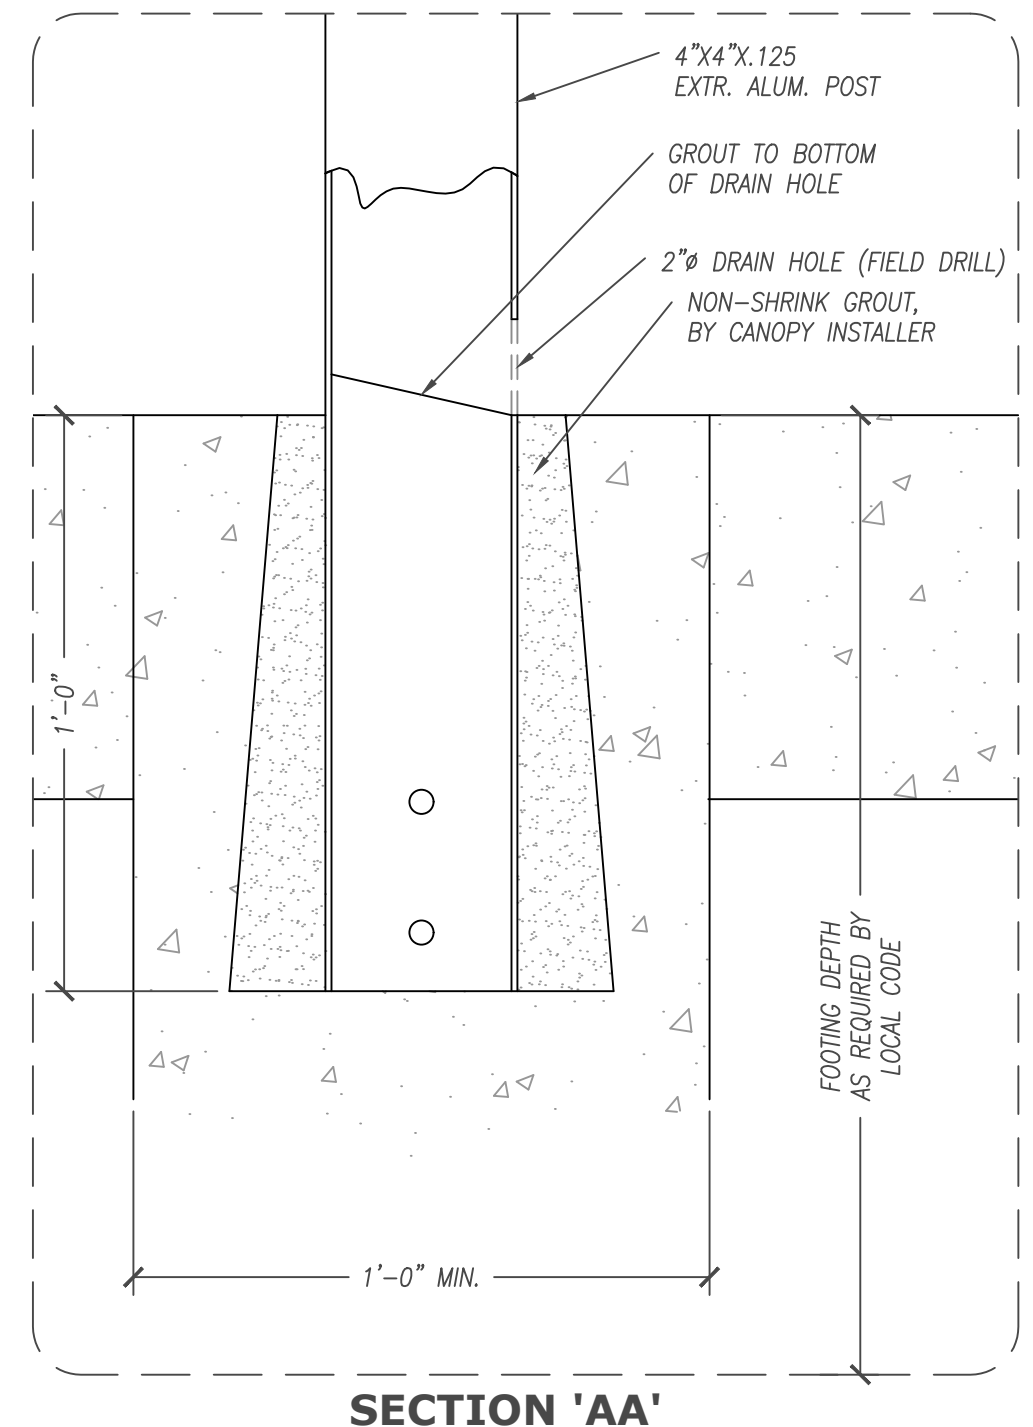 4"X4"X.125
EXTR. ALUM. POST
GROUT TO BOTTOM
OF DRAIN HOLE
2"ø DRAIN HOLE (FIELD DRILL)
NON-SHRINK GROUT,
BY CANOPY INSTALLER
1'-0"
FOOTING DEPTH
AS REQUIRED BY
LOCAL CODE
1'-0" MIN.
SECTION 'AA'